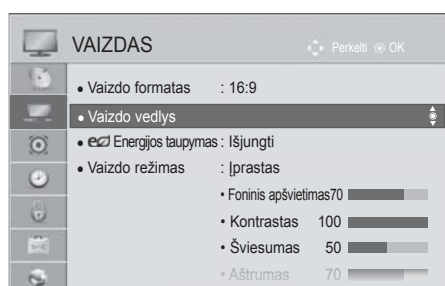 VAIZDAS Perkelti OK
• Vaizdo formatas : 16:9
• Vaizdo vedlys
• eco Energijos taupymas : Išjungti
• Vaizdo režimas : Įprastas
• Foninis apšvietimas70
• Kontrastas 100
• Šviesumas 50
• Aštrumas 70